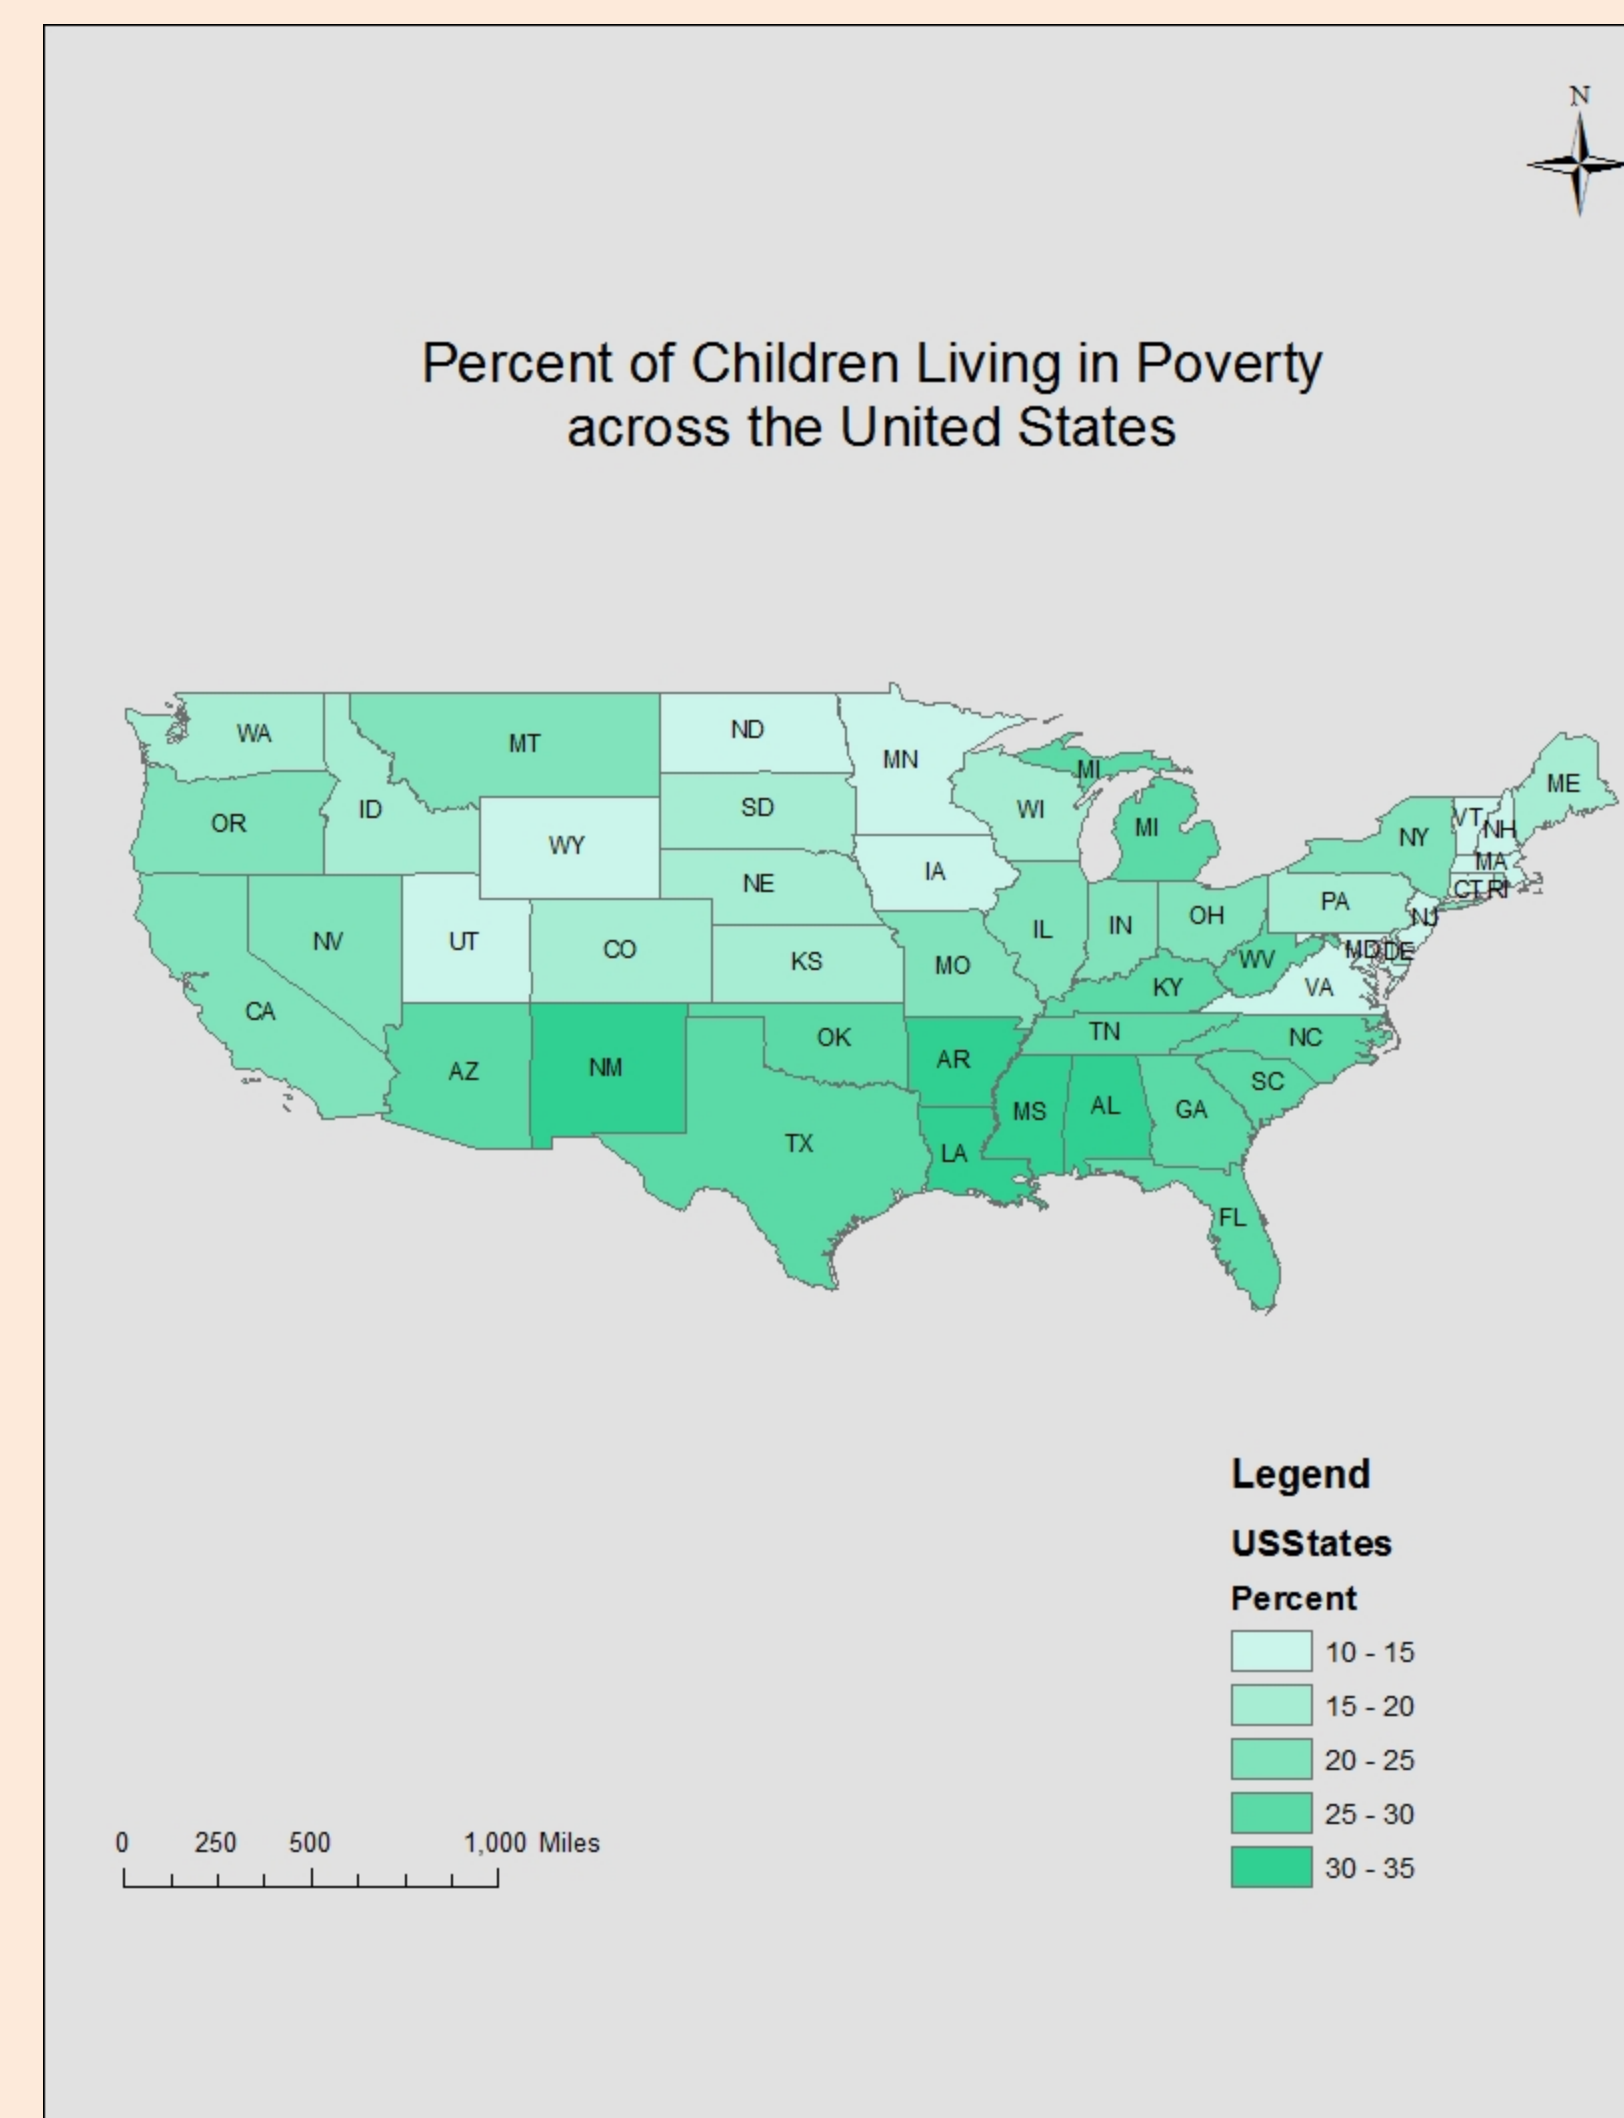 N
Percent of Children Living in Poverty
across the United States
WA
MT
ND
MN
MI
ME
OR
ID
SD
WI
MI
NY
VT
NH
WY
IA
MA
NE
CT
RI
PA
NJ
NV
UT
CO
KS
MO
IL
IN
OH
WV
MD
DE
KY
VA
CA
AZ
NM
OK
AR
TN
NC
SC
TX
LA
MS
AL
GA
FL
Legend
USStates
Percent
10 - 15
15 - 20
20 - 25
25 - 30
30 - 35
0 250 500 1,000 Miles